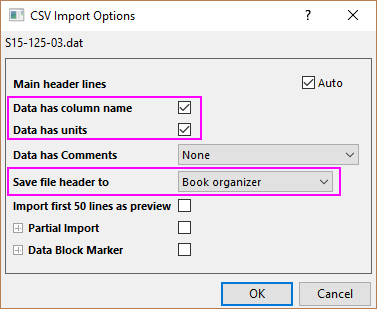 CSV Import Options
S15-125-03.dat
Main header lines Auto
Data has column name
Data has units
Data has Comments None
Save file header to Book organizer
Import first 50 lines as preview
Partial Import
Data Block Marker
OK Cancel